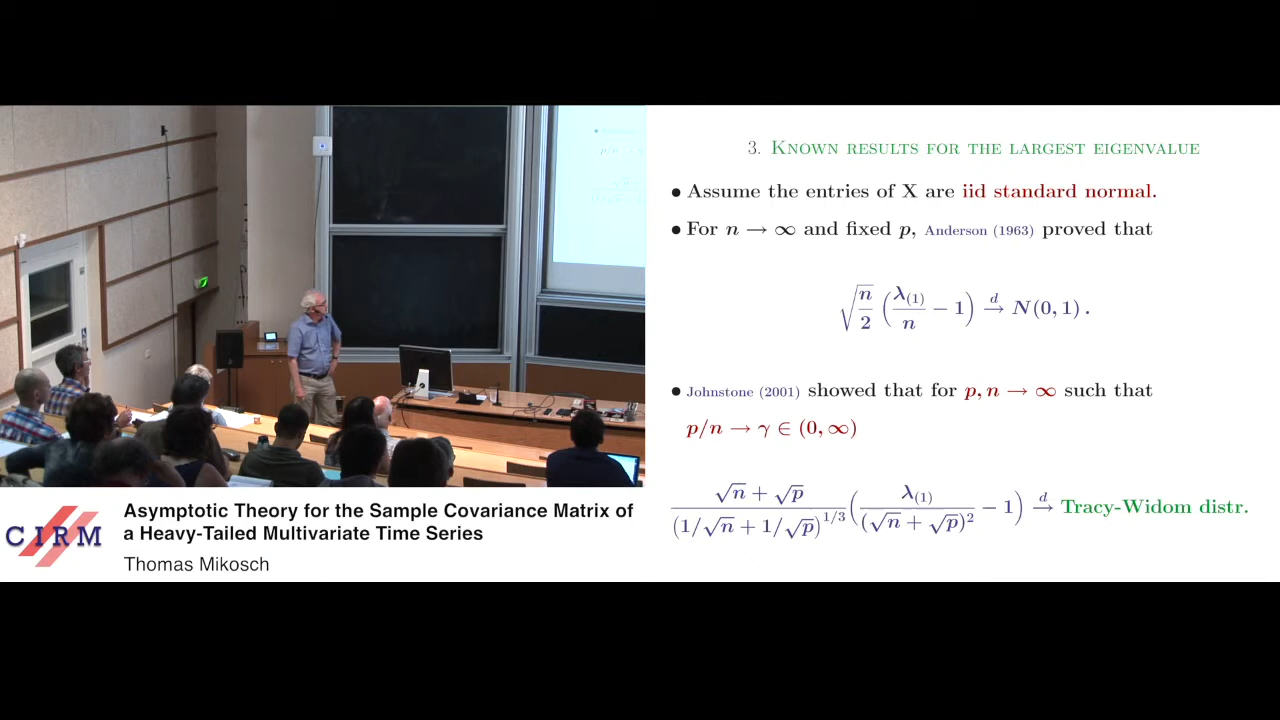 3. KNOWN RESULTS FOR THE LARGEST EIGENVALUE
• Assume the entries of X are iid standard normal.
• For n → ∞ and fixed p, Anderson (1963) proved that
√(n/2) (λ₍₁₎/n − 1) →ᵈ N(0, 1) .
• Johnstone (2001) showed that for p, n → ∞ such that
p/n → γ ∈ (0, ∞)
(√n + √p)/(1/√n + 1/√p)^{1/3} (λ₍₁₎/(√n + √p)² − 1) →ᵈ Tracy-Widom distr.
CIRM
Asymptotic Theory for the Sample Covariance Matrix of
a Heavy-Tailed Multivariate Time Series
Thomas Mikosch